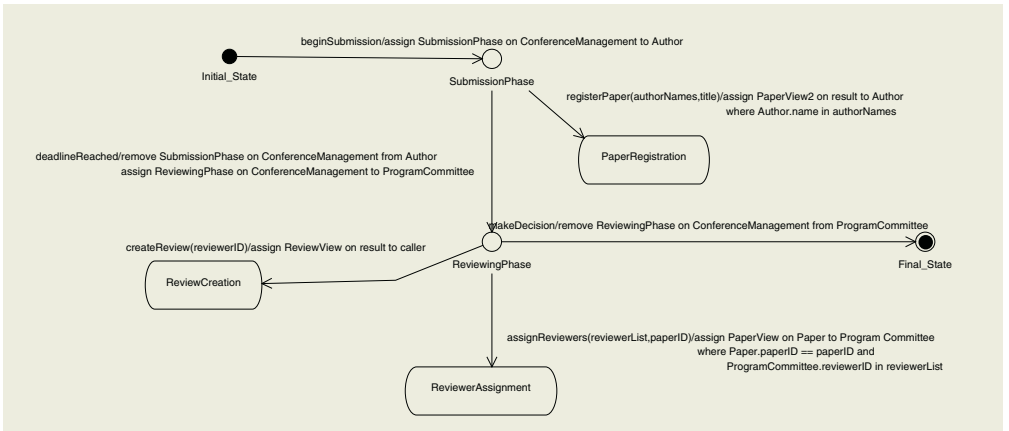 beginSubmission/assign SubmissionPhase on ConferenceManagement to Author
Initial_State
SubmissionPhase
registerPaper(authorNames,title)/assign PaperView2 on result to Author
where Author.name in authorNames
PaperRegistration
deadlineReached/remove SubmissionPhase on ConferenceManagement from Author
assign ReviewingPhase on ConferenceManagement to ProgramCommittee
makeDecision/remove ReviewingPhase on ConferenceManagement from ProgramCommittee
createReview(reviewerID)/assign ReviewView on result to caller
ReviewingPhase
Final_State
ReviewCreation
assignReviewers(reviewerList,paperID)/assign PaperView on Paper to Program Committee
where Paper.paperID == paperID and
ProgramCommittee.reviewerID in reviewerList
ReviewerAssignment